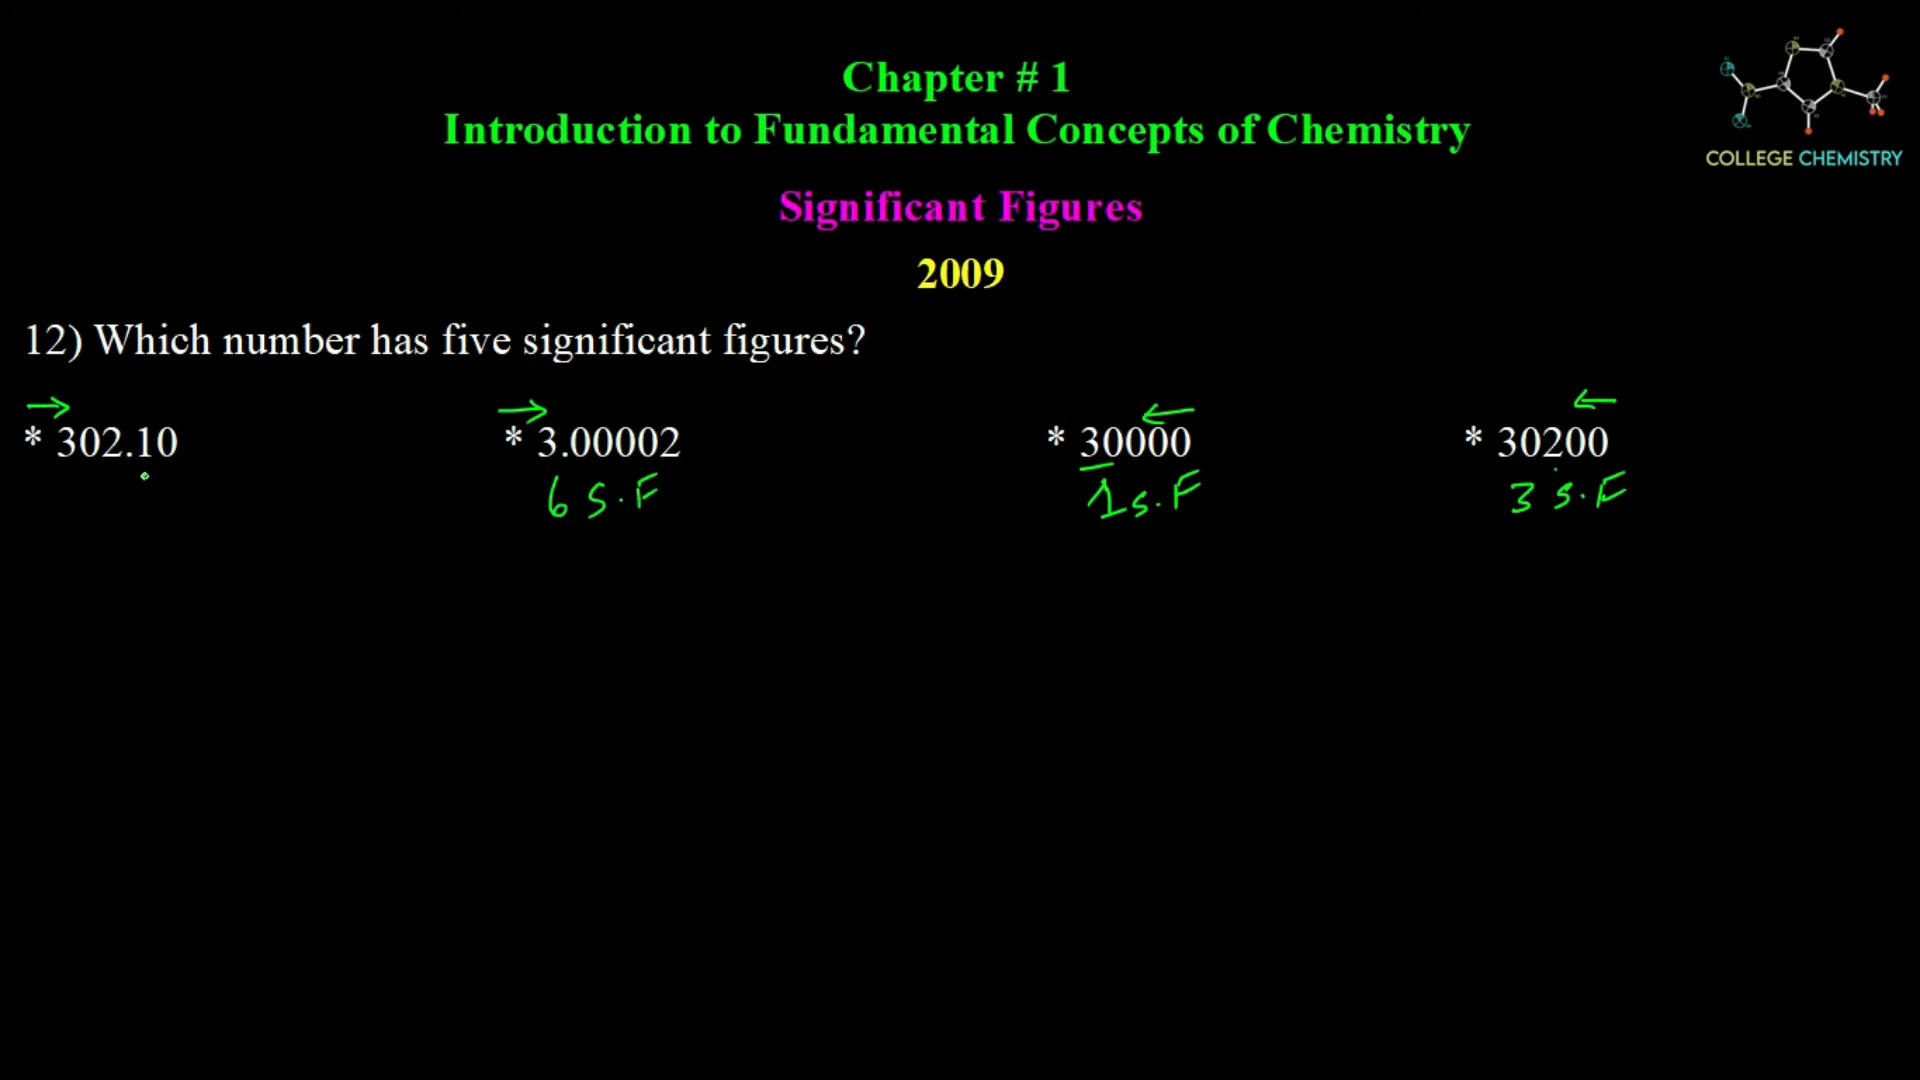 Chapter # 1
Introduction to Fundamental Concepts of Chemistry
COLLEGE CHEMISTRY
Significant Figures
2009
12) Which number has five significant figures?
* 302.10 * 3.00002 * 30000 * 30200
6 S.F 1 s.F 3 s.F